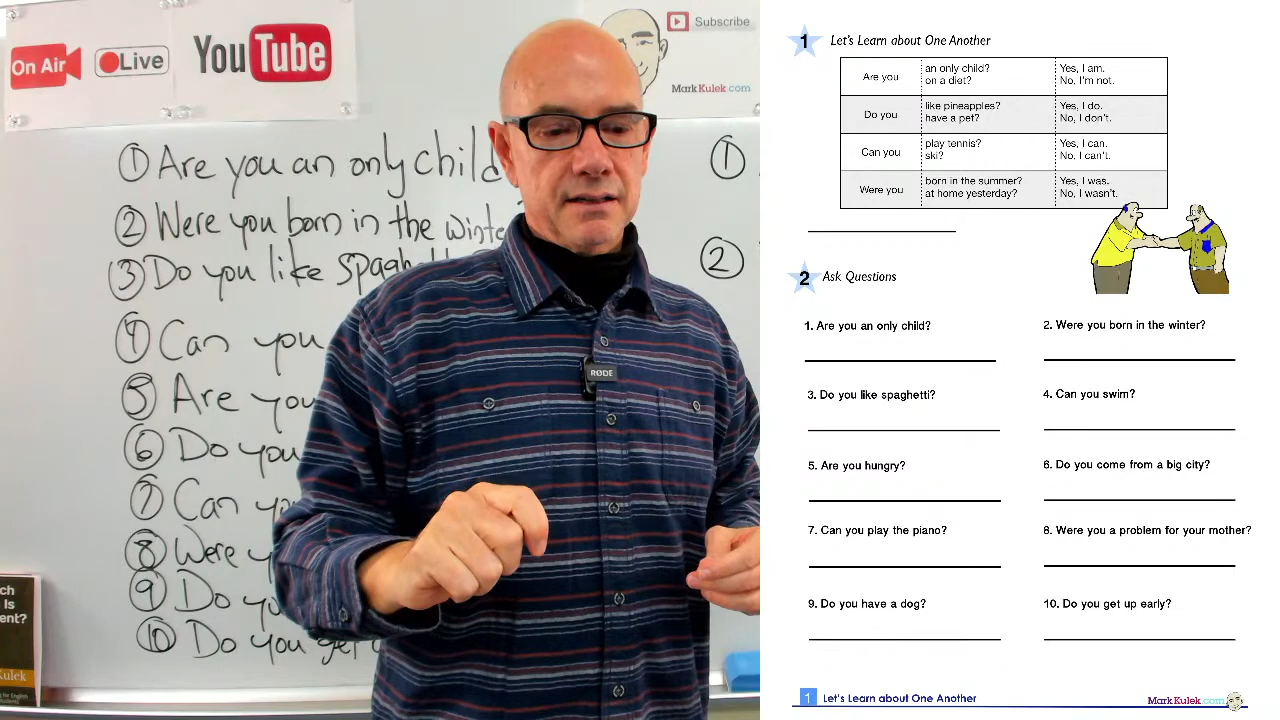 On Air
Live
YouTube
Subscribe
MarkKulek.com
① Are you an only child
② Were you born in the winte
③ Do you like spagh
④ Can you
⑤ Are you
⑥ Do you
⑦ Can you
⑧ Were y
⑨ Do yo
⑩ Do you get
①
②
RØDE
ch
Is
ent?
ulek
1 Let's Learn about One Another
Are you an only child? Yes, I am.
on a diet? No, I'm not.
Do you like pineapples? Yes, I do.
have a pet? No, I don't.
Can you play tennis? Yes, I can.
ski? No, I can't.
Were you born in the summer? Yes, I was.
at home yesterday? No, I wasn't.
2 Ask Questions
1. Are you an only child? 2. Were you born in the winter?
3. Do you like spaghetti? 4. Can you swim?
5. Are you hungry? 6. Do you come from a big city?
7. Can you play the piano? 8. Were you a problem for your mother?
9. Do you have a dog? 10. Do you get up early?
1 Let's Learn about One Another MarkKulek.com